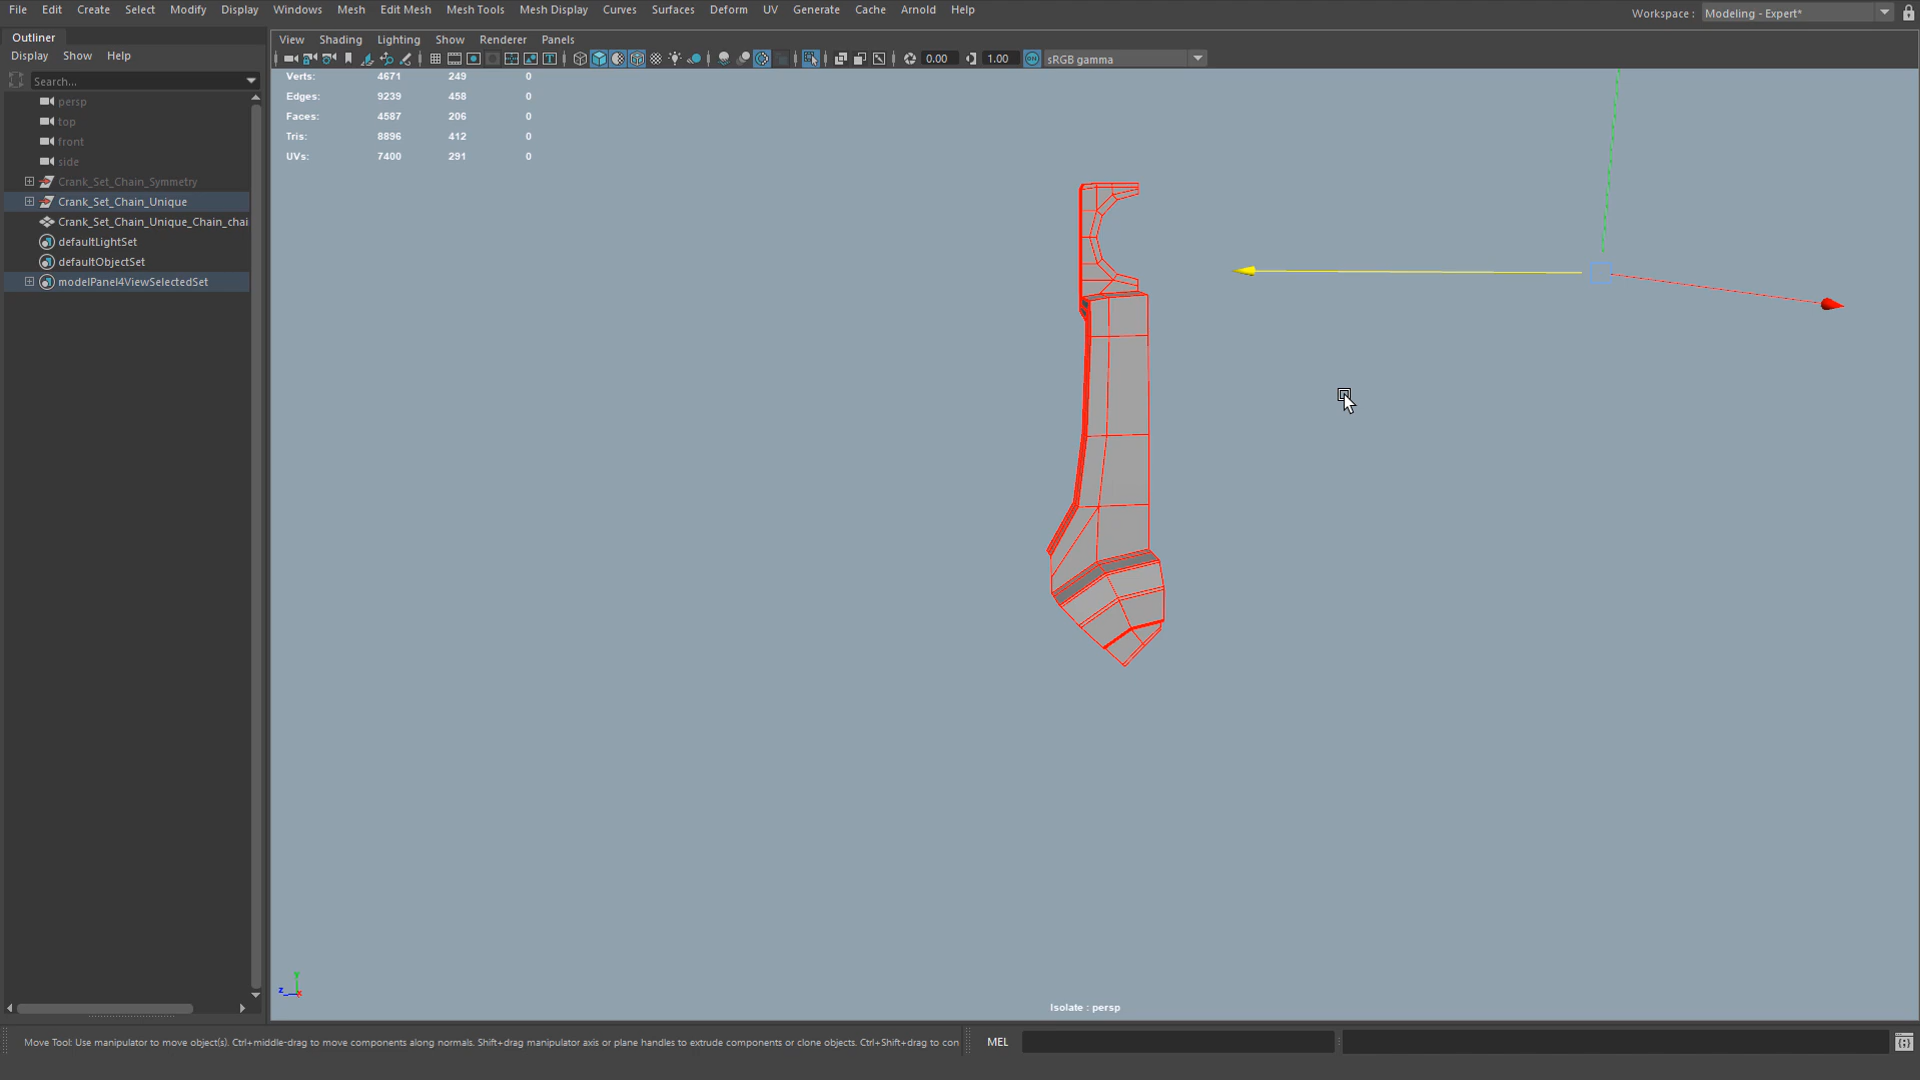 File Edit Create Select Modify Display Windows Mesh Edit Mesh Mesh Tools Mesh Display Curves Surfaces Deform UV Generate Cache Arnold Help
Workspace : Modeling - Expert*
Outliner
Display Show Help
Search...
persp
top
front
side
Crank_Set_Chain_Symmetry
Crank_Set_Chain_Unique
Crank_Set_Chain_Unique_Chain_chai
defaultLightSet
defaultObjectSet
modelPanel4ViewSelectedSet
View Shading Lighting Show Renderer Panels
0.00 1.00 sRGB gamma
Verts: 4671 249 0
Edges: 9239 458 0
Faces: 4587 206 0
Tris: 8896 412 0
UVs: 7400 291 0
y
z x
Isolate : persp
Move Tool: Use manipulator to move object(s). Ctrl+middle-drag to move components along normals. Shift+drag manipulator axis or plane handles to extrude components or clone objects. Ctrl+Shift+drag to con
MEL